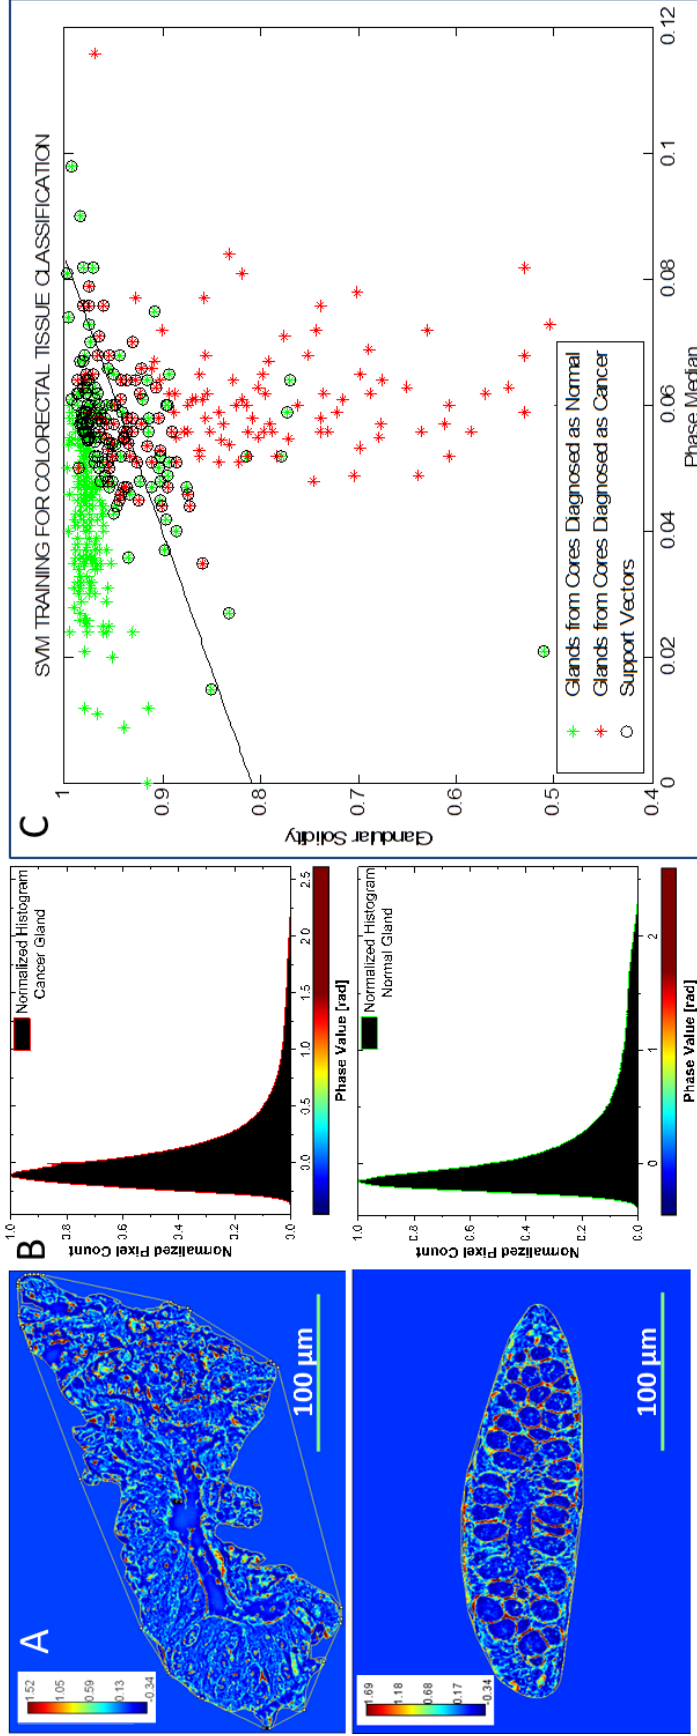 A
1.52
1.05
0.59
0.13
-0.34
100 µm
1.69
1.18
0.68
0.17
-0.34
100 µm
B
Normalized Histogram
Cancer Gland
Normalized Pixel Count
1.0
0.8
0.6
0.4
0.2
0.0
0.0 0.5 1.0 1.5 2.0 2.5
Phase Value [rad]
Normalized Histogram
Normal Gland
Normalized Pixel Count
1.0
0.8
0.6
0.4
0.2
0.0
0 1 2
Phase Value [rad]
C
SVM TRAINING FOR COLORECTAL TISSUE CLASSIFICATION
Glandular Solidity
1
0.9
0.8
0.7
0.6
0.5
0.4
Glands from Cores Diagnosed as Normal
Glands from Cores Diagnosed as Cancer
Support Vectors
0 0.02 0.04 0.06 0.08 0.1 0.12
Phase Median